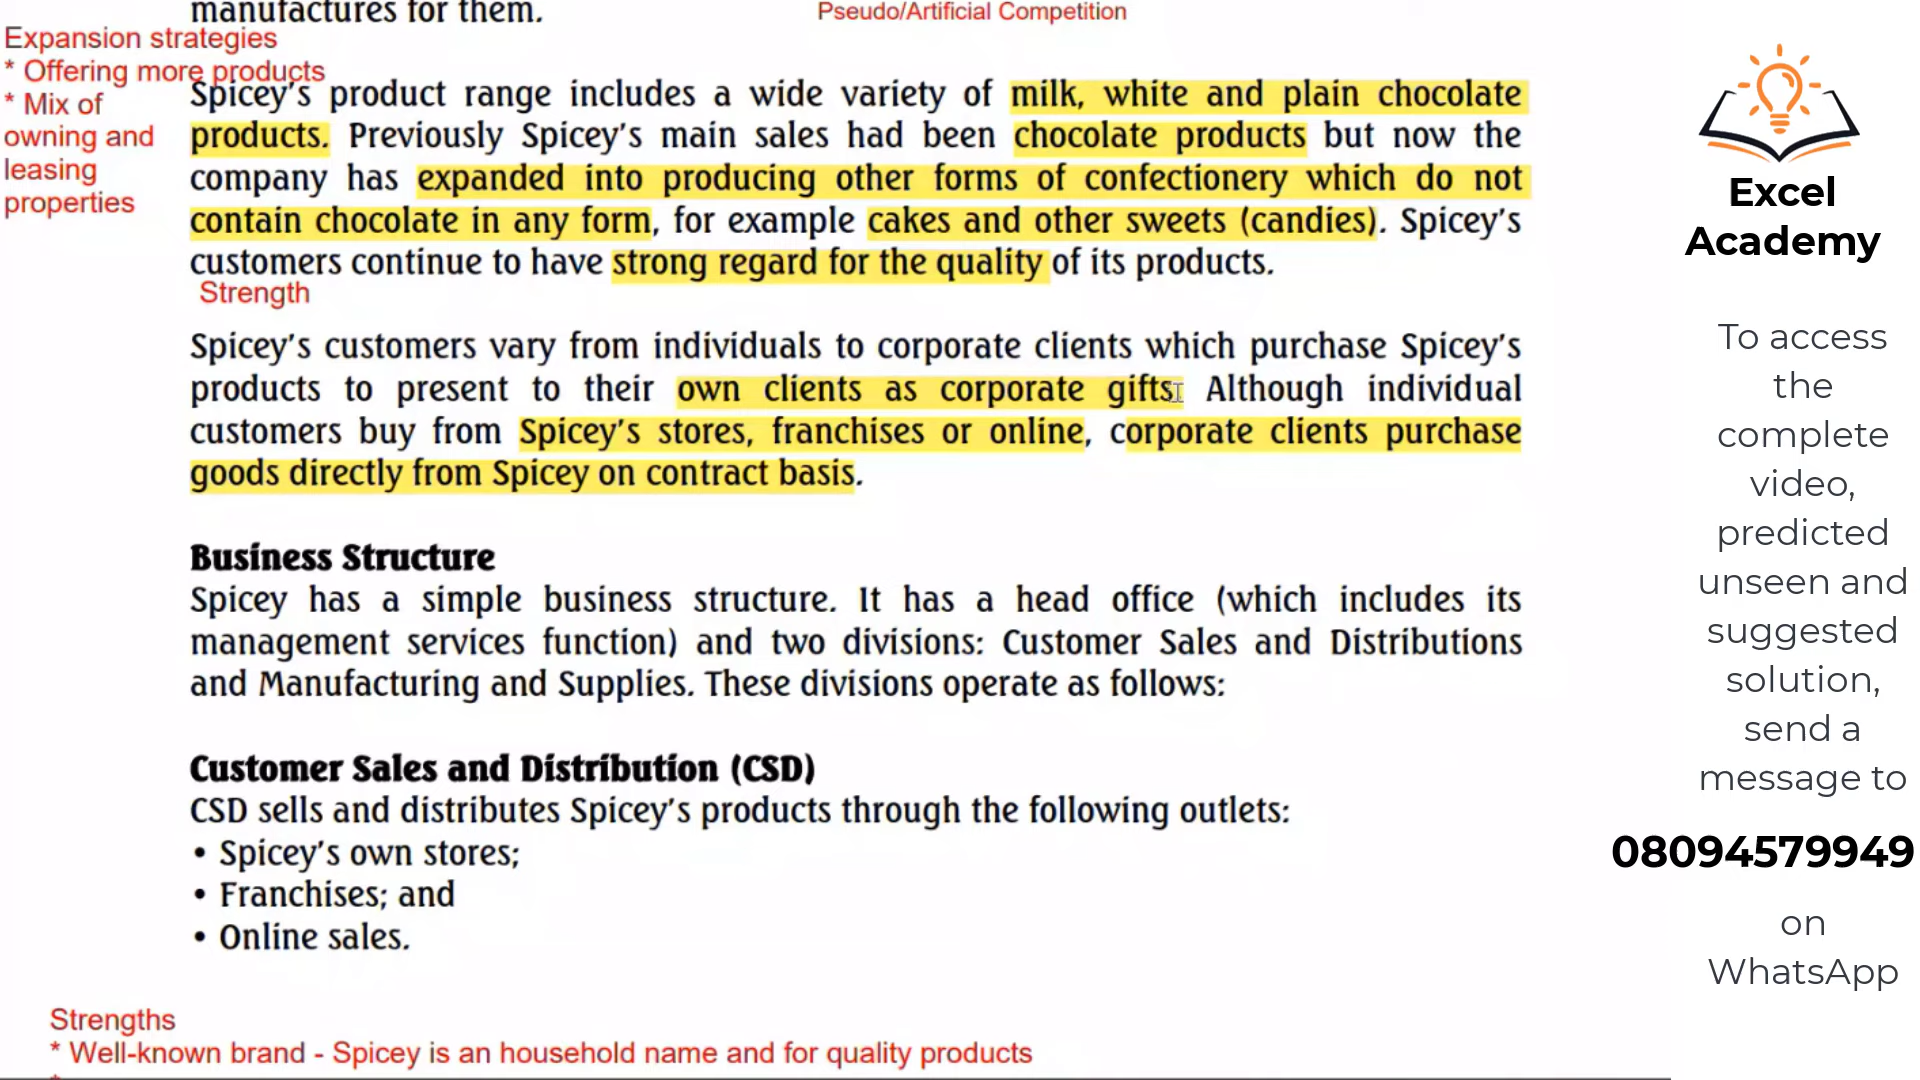 manufactures for them.
Pseudo/Artificial Competition
Expansion strategies
* Offering more products
* Mix of
owning and
leasing
properties
Spicey's product range includes a wide variety of milk, white and plain chocolate
products. Previously Spicey's main sales had been chocolate products but now the
company has expanded into producing other forms of confectionery which do not
contain chocolate in any form, for example cakes and other sweets (candies). Spicey's
customers continue to have strong regard for the quality of its products.
Strength
Spicey's customers vary from individuals to corporate clients which purchase Spicey's
products to present to their own clients as corporate gifts. Although individual
customers buy from Spicey's stores, franchises or online, corporate clients purchase
goods directly from Spicey on contract basis.
Business Structure
Spicey has a simple business structure. It has a head office (which includes its
management services function) and two divisions: Customer Sales and Distributions
and Manufacturing and Supplies. These divisions operate as follows:
Customer Sales and Distribution (CSD)
CSD sells and distributes Spicey's products through the following outlets:
• Spicey's own stores;
• Franchises; and
• Online sales.
Strengths
* Well-known brand - Spicey is an household name and for quality products
Excel
Academy
To access
the
complete
video,
predicted
unseen and
suggested
solution,
send a
message to
08094579949
on
WhatsApp